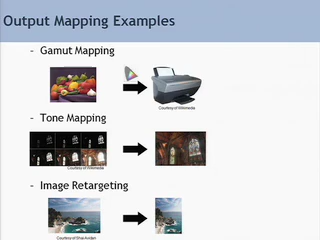 Output Mapping Examples
- Gamut Mapping
Courtesy of Wikimedia
- Tone Mapping
Courtesy of Wikimedia
- Image Retargeting
Courtesy of Shai Avidan